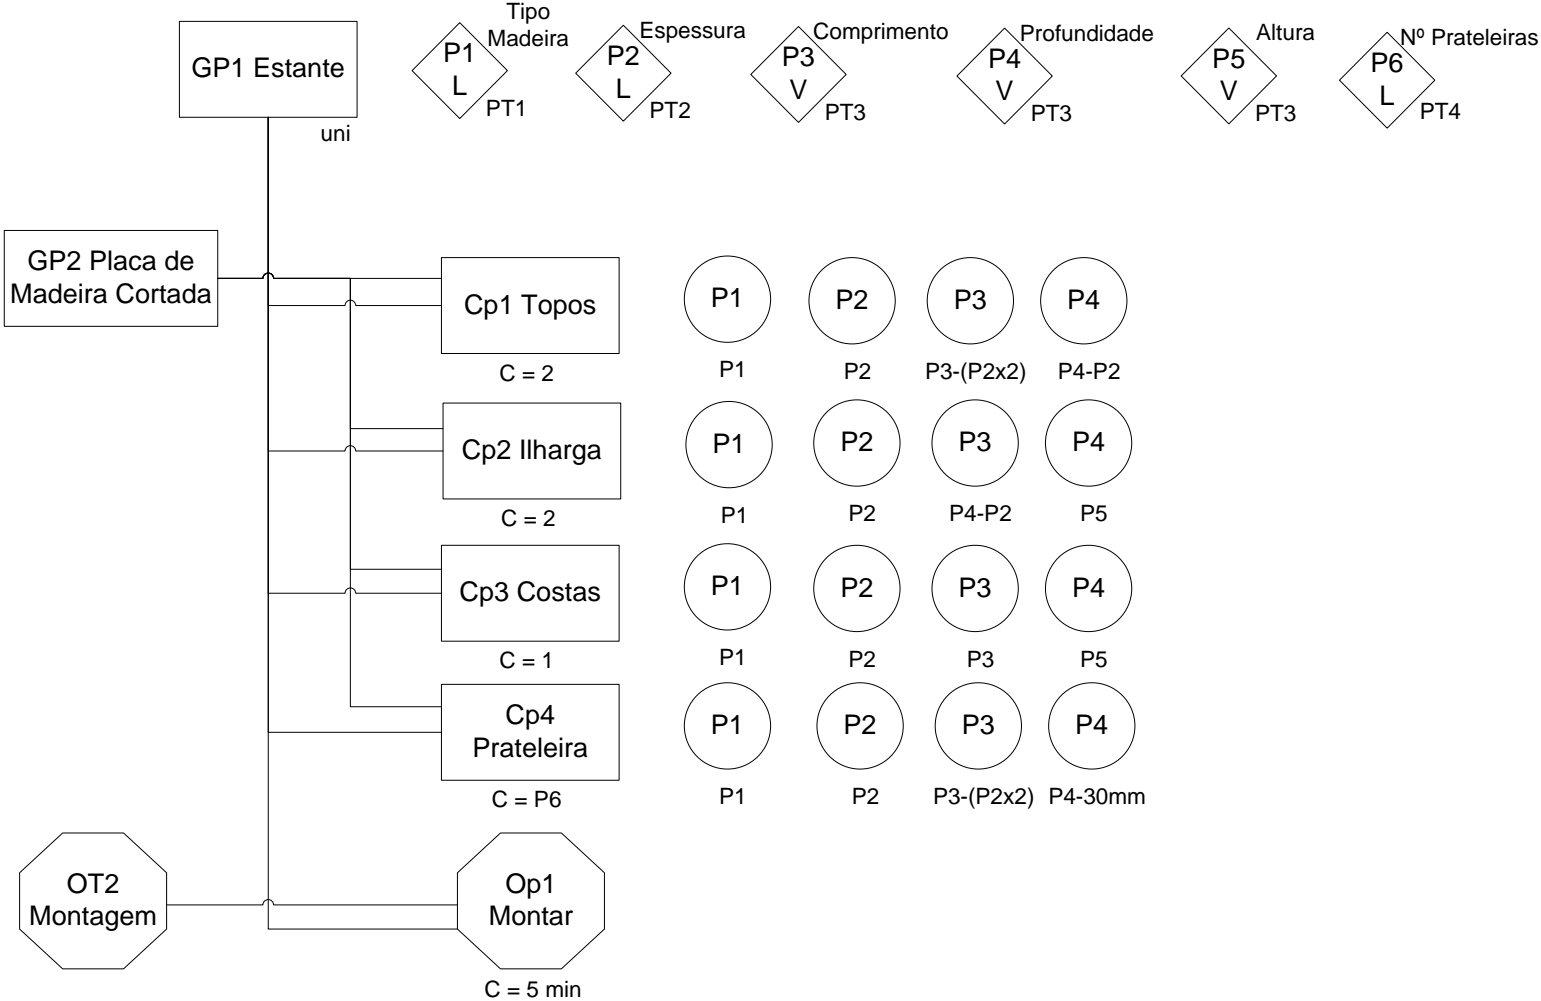 GP1 Estante
uni
Tipo
Madeira
P1
L
PT1
Espessura
P2
L
PT2
Comprimento
P3
V
PT3
Profundidade
P4
V
PT3
Altura
P5
V
PT3
Nº Prateleiras
P6
L
PT4
GP2 Placa de
Madeira Cortada
Cp1 Topos
C = 2
P1
P2
P3
P4
P1
P2
P3-(P2x2)
P4-P2
Cp2 Ilharga
C = 2
P1
P2
P3
P4
P1
P2
P4-P2
P5
Cp3 Costas
C = 1
P1
P2
P3
P4
P1
P2
P3
P5
Cp4
Prateleira
C = P6
P1
P2
P3
P4
P1
P2
P3-(P2x2)
P4-30mm
OT2
Montagem
Op1
Montar
C = 5 min